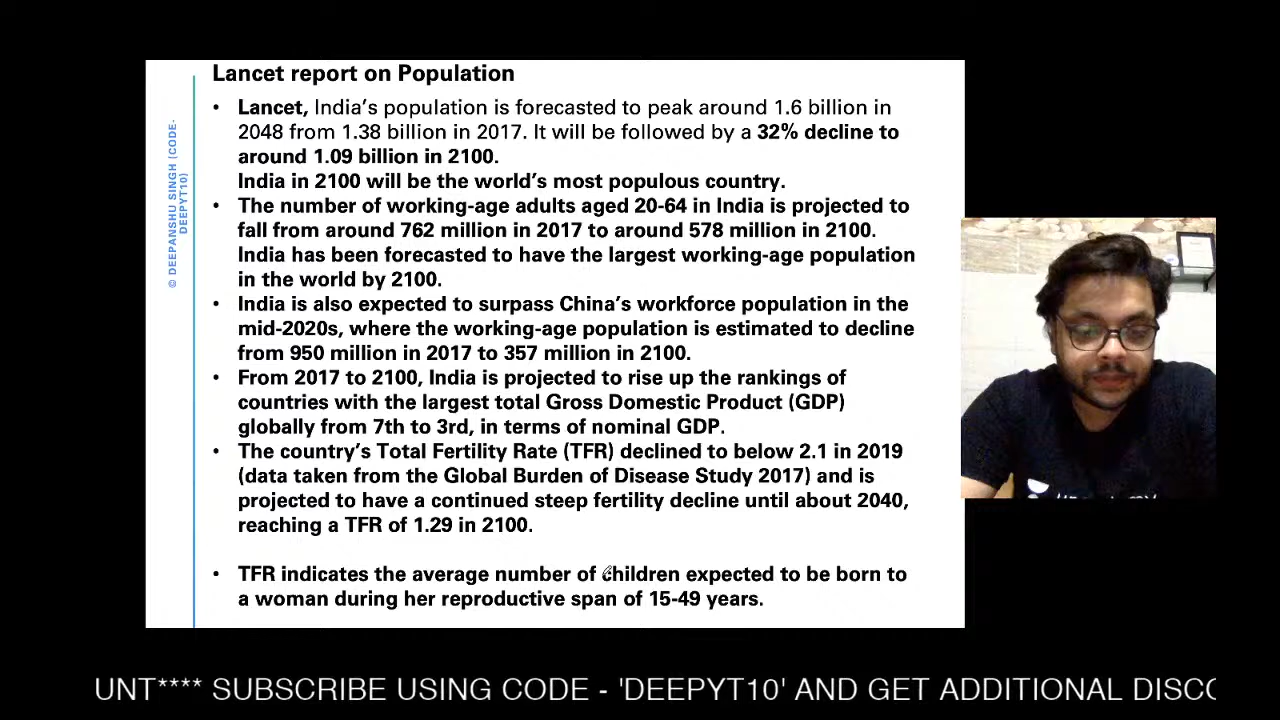 Lancet report on Population
• Lancet, India's population is forecasted to peak around 1.6 billion in
2048 from 1.38 billion in 2017. It will be followed by a 32% decline to
around 1.09 billion in 2100.
India in 2100 will be the world's most populous country.
• The number of working-age adults aged 20-64 in India is projected to
fall from around 762 million in 2017 to around 578 million in 2100.
India has been forecasted to have the largest working-age population
in the world by 2100.
• India is also expected to surpass China's workforce population in the
mid-2020s, where the working-age population is estimated to decline
from 950 million in 2017 to 357 million in 2100.
• From 2017 to 2100, India is projected to rise up the rankings of
countries with the largest total Gross Domestic Product (GDP)
globally from 7th to 3rd, in terms of nominal GDP.
• The country's Total Fertility Rate (TFR) declined to below 2.1 in 2019
(data taken from the Global Burden of Disease Study 2017) and is
projected to have a continued steep fertility decline until about 2040,
reaching a TFR of 1.29 in 2100.
• TFR indicates the average number of children expected to be born to
a woman during her reproductive span of 15-49 years.
© DEEPANSHU SINGH (CODE-
DEEPYT10)
UNT**** SUBSCRIBE USING CODE - 'DEEPYT10' AND GET ADDITIONAL DISCO